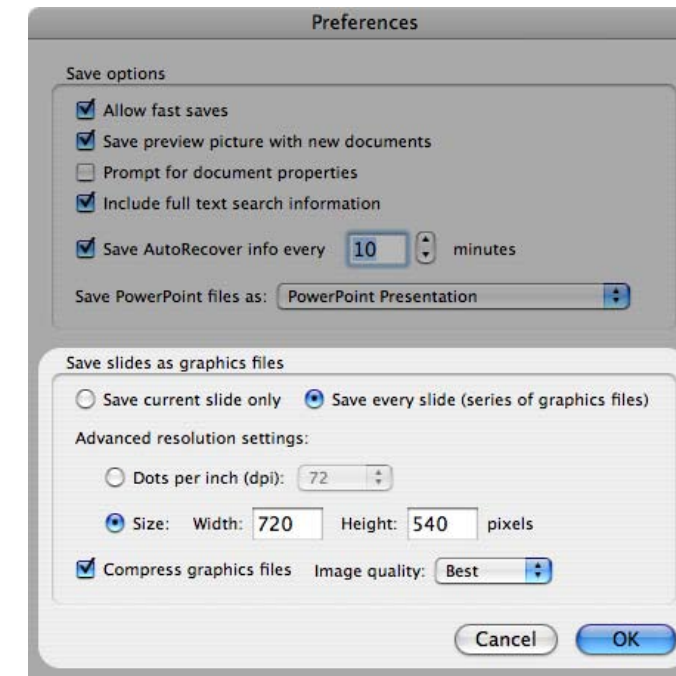 Preferences
Save options
Allow fast saves
Save preview picture with new documents
Prompt for document properties
Include full text search information
Save AutoRecover info every 10 minutes
Save PowerPoint files as: PowerPoint Presentation
Save slides as graphics files
Save current slide only Save every slide (series of graphics files)
Advanced resolution settings:
Dots per inch (dpi): 72
Size: Width: 720 Height: 540 pixels
Compress graphics files Image quality: Best
Cancel OK